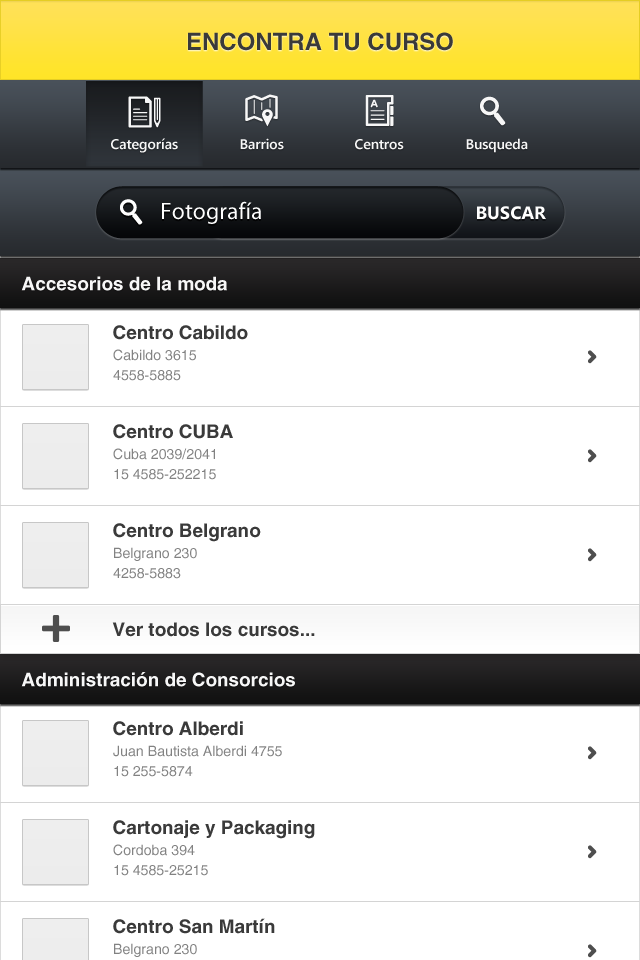 ENCONTRA TU CURSO
Categorías
Barrios
A
Centros
Busqueda
Fotografía
BUSCAR
Accesorios de la moda
Centro Cabildo
Cabildo 3615
4558-5885
Centro CUBA
Cuba 2039/2041
15 4585-252215
Centro Belgrano
Belgrano 230
4258-5883
Ver todos los cursos...
Administración de Consorcios
Centro Alberdi
Juan Bautista Alberdi 4755
15 255-5874
Cartonaje y Packaging
Cordoba 394
15 4585-25215
Centro San Martín
Belgrano 230